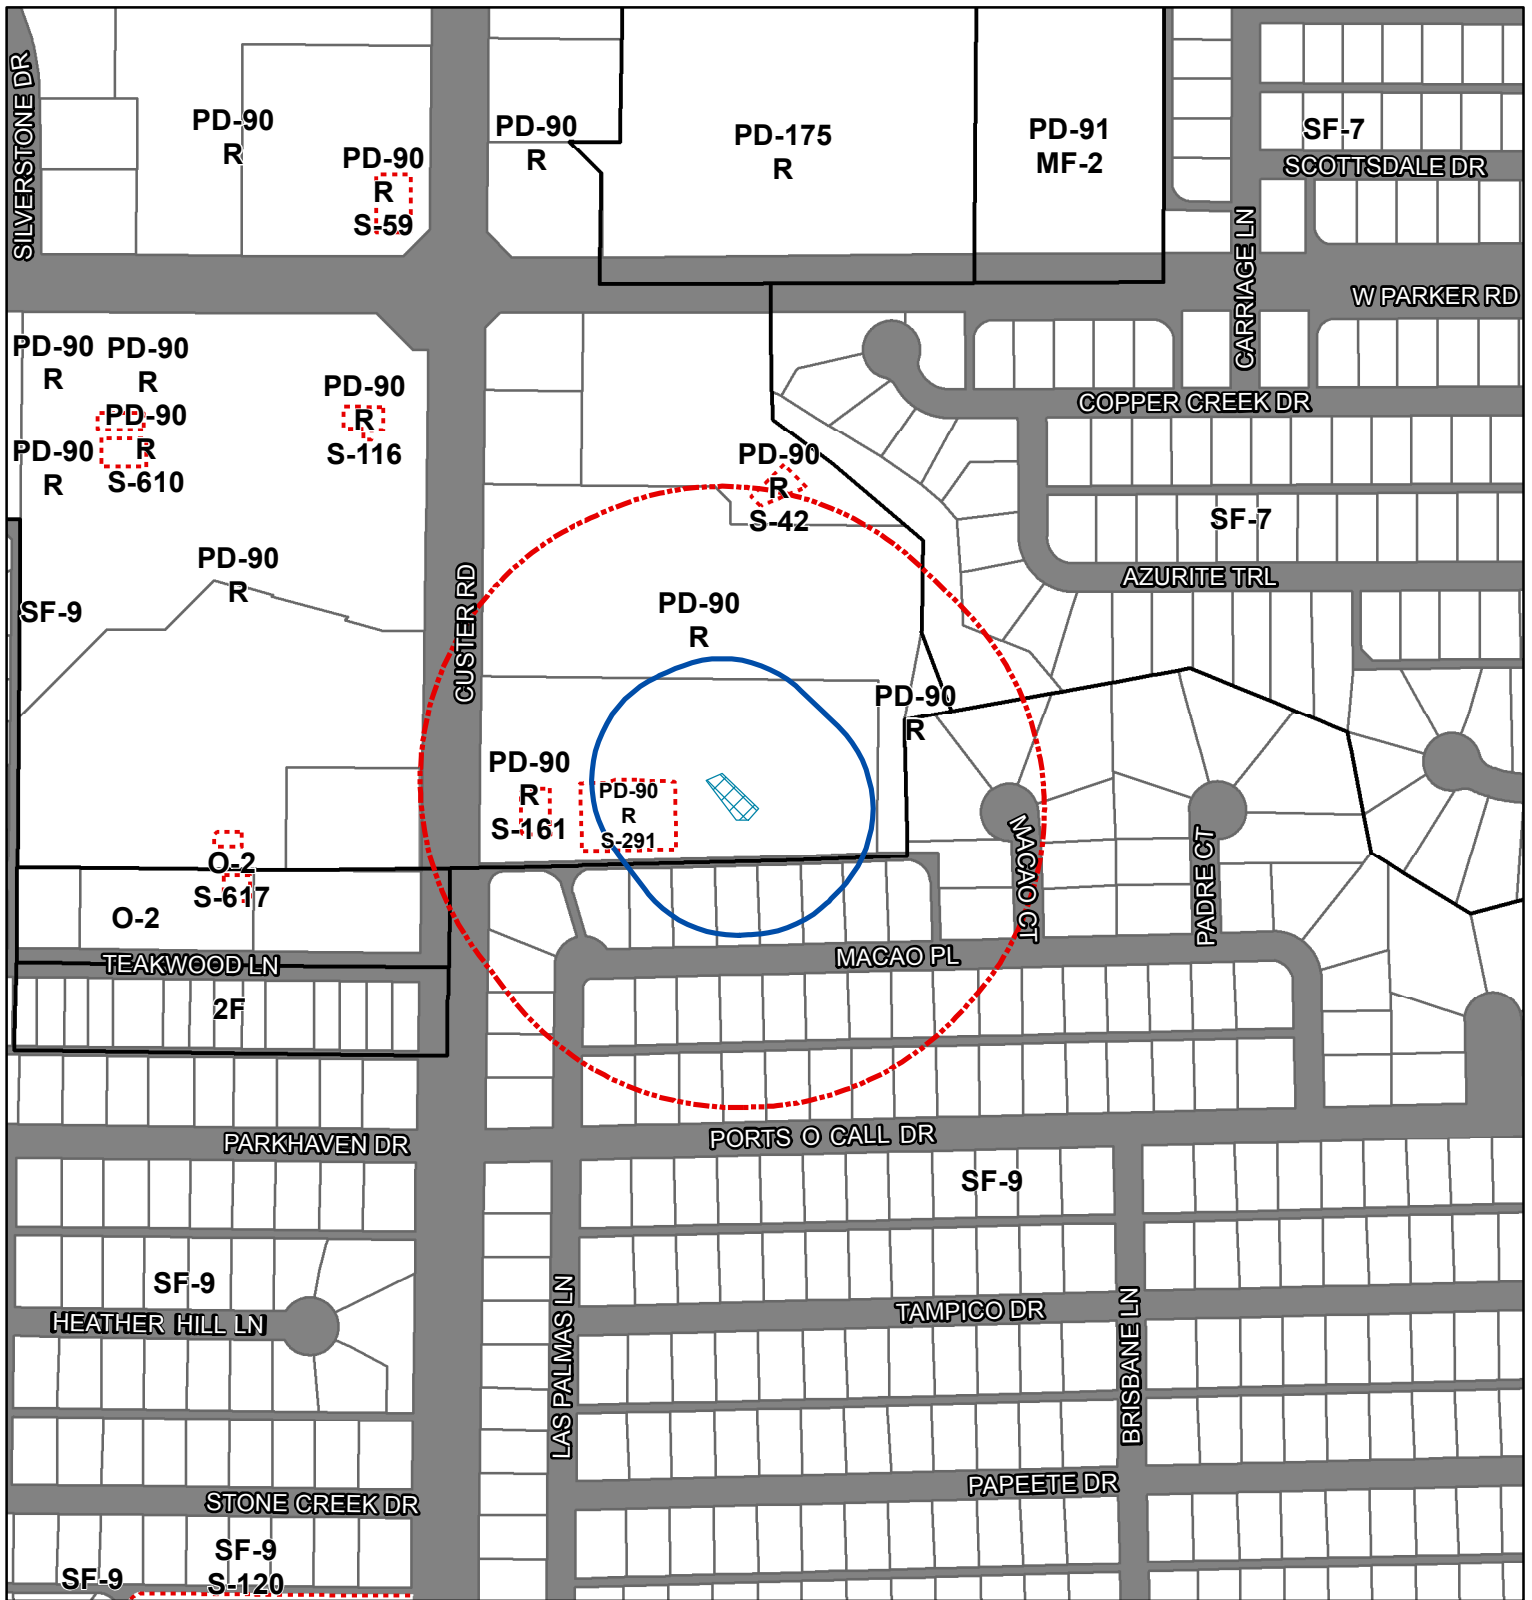 SILVERSTONE DR
PD-90
R
PD-90
R
S-59
PD-90
R
PD-175
R
PD-91
MF-2
SF-7
SCOTTSDALE DR
CARRIAGE LN
W PARKER RD
PD-90
R
PD-90
R
PD-90
R
S-610
PD-90
R
PD-90
R
S-116
COPPER CREEK DR
PD-90
R
S-42
SF-7
AZURITE TRL
PD-90
R
SF-9
CUSTER RD
PD-90
R
PD-90
R
PD-90
R
S-161
PD-90
R
S-291
MACAO CT
PADRE CT
O-2
S-617
O-2
TEAKWOOD LN
MACAO PL
2F
PARKHAVEN DR
PORTS O CALL DR
SF-9
SF-9
HEATHER HILL LN
LAS PALMAS LN
TAMPICO DR
BRISBANE LN
PAPEETE DR
STONE CREEK DR
SF-9
S-120
SF-9